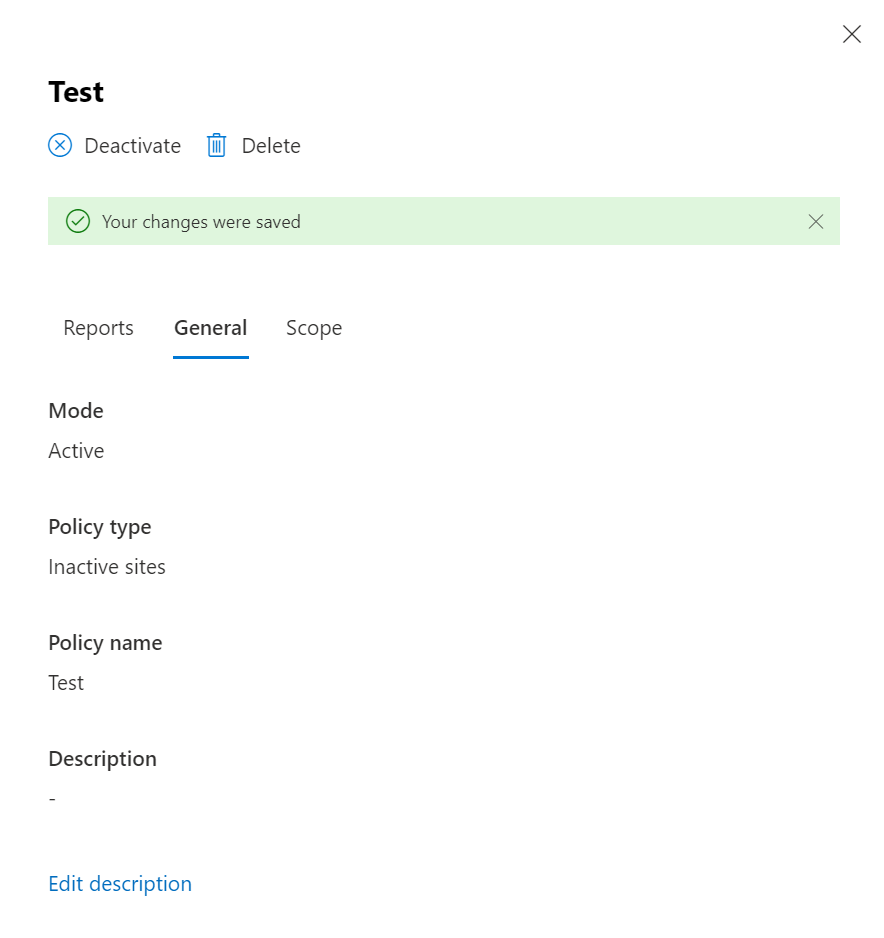 Test
Deactivate Delete
Your changes were saved
Reports General Scope
Mode
Active
Policy type
Inactive sites
Policy name
Test
Description
-
Edit description